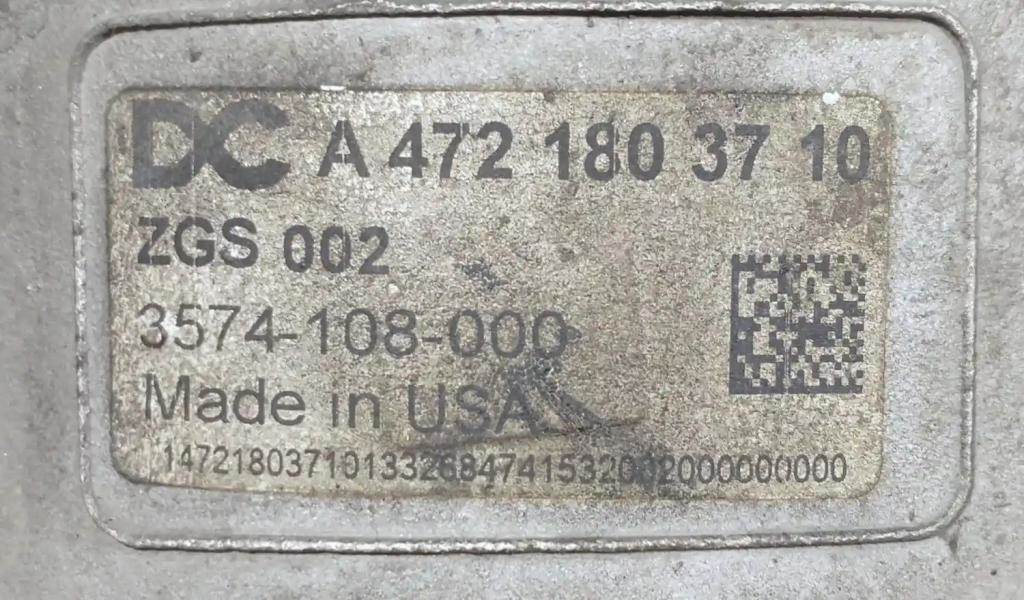 DC A 472 180 37 10
ZGS 002
3574-108-000
Made in USA
1472180371013326847415320020000000000